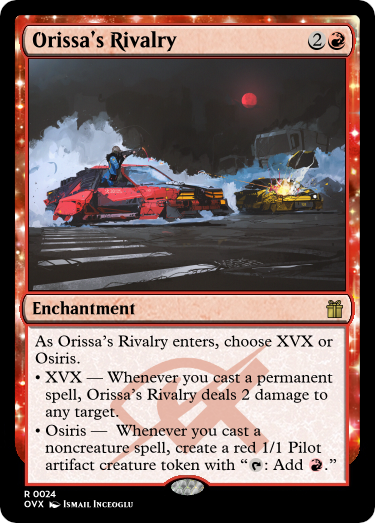 Orissa's Rivalry 2
Enchantment
As Orissa's Rivalry enters, choose XVX or
Osiris.
• XVX — Whenever you cast a permanent
spell, Orissa's Rivalry deals 2 damage to
any target.
• Osiris — Whenever you cast a
noncreature spell, create a red 1/1 Pilot
artifact creature token with “: Add .”
R 0024
OVX Ismail Inceoglu